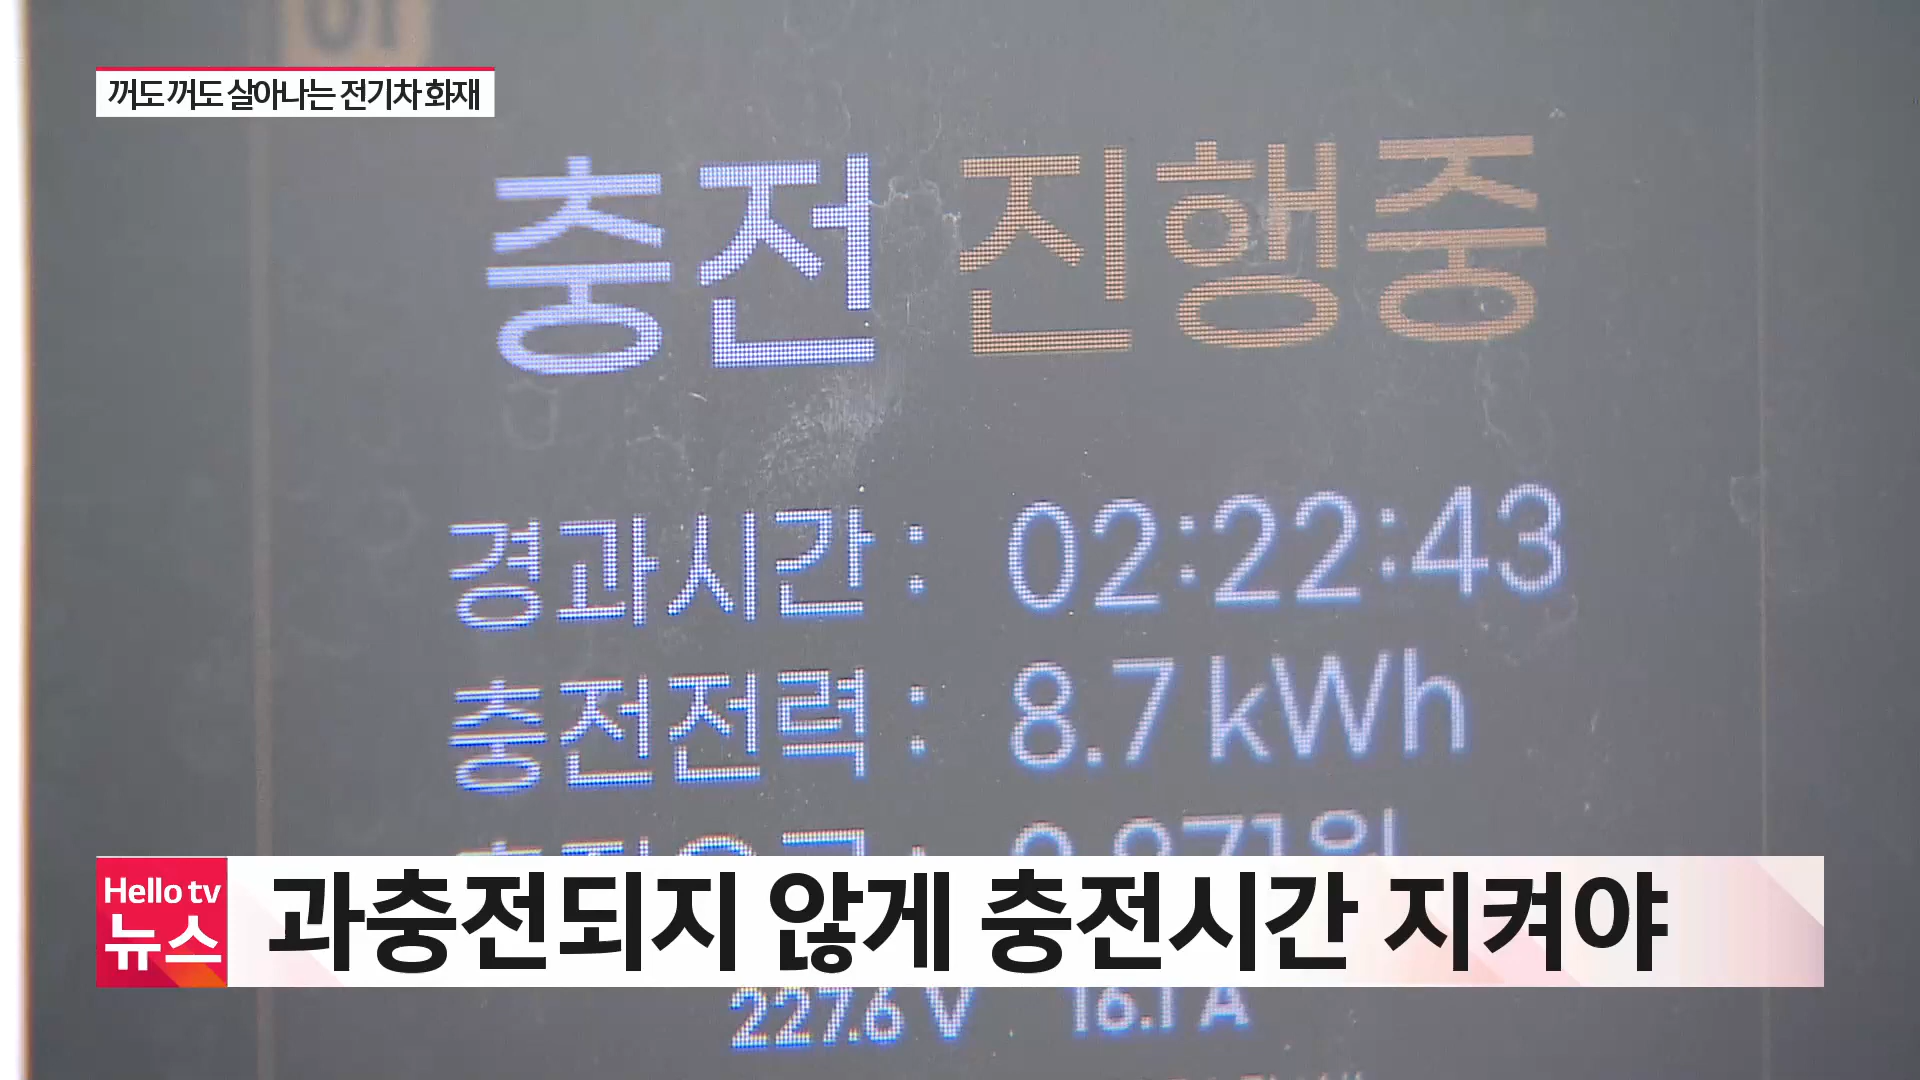 꺼도 꺼도 살아나는 전기차 화재
충전 진행중
경과시간 : 02:22:43
충전전력 : 8.7 kWh
Hello tv
뉴스
과충전되지 않게 충전시간 지켜야
227.6 V 16.1 A